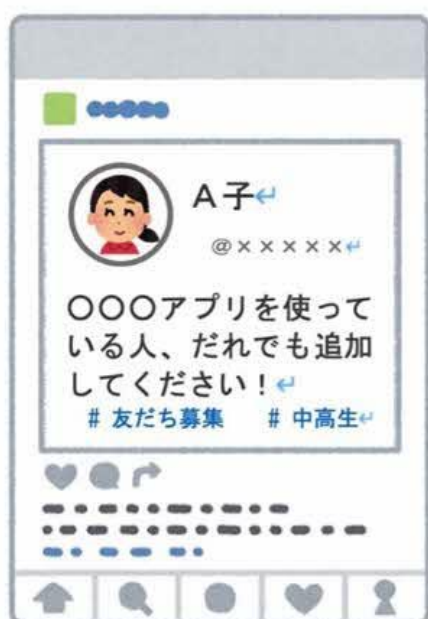 A子↵
@×××××↵
〇〇〇アプリを使って
いる人、だれでも追加
してください！↵
# 友だち募集 # 中高生↵